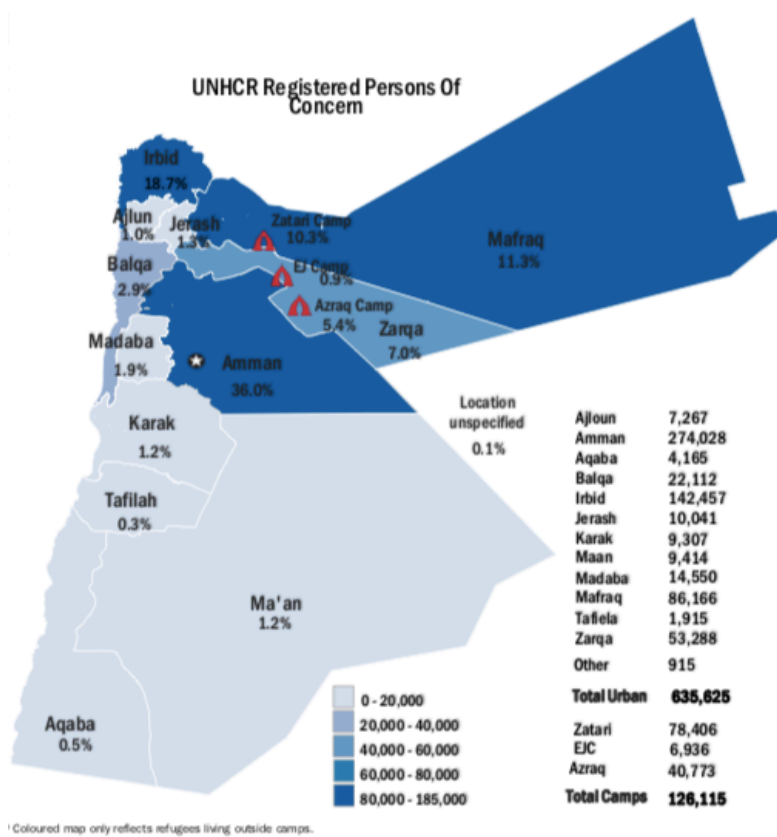 UNHCR Registered Persons Of
Concern
Irbid
18.7%
Ajlun
1.0%
Jerash
1.3%
Zatari Camp
10.3%
Mafraq
11.3%
Balqa
2.9%
EJ Camp
0.9%
Azraq Camp
5.4%
Zarqa
7.0%
Madaba
1.9%
Amman
36.0%
Location
unspecified
0.1%
Karak
1.2%
Tafilah
0.3%
Ma'an
1.2%
Aqaba
0.5%
Ajloun 7,267
Amman 274,028
Aqaba 4,165
Balqa 22,112
Irbid 142,457
Jerash 10,041
Karak 9,307
Maan 9,414
Madaba 14,550
Mafraq 86,166
Tafiela 1,915
Zarqa 53,288
Other 915
Total Urban 635,625
Zatari 78,406
EJC 6,936
Azraq 40,773
Total Camps 126,115
0 - 20,000
20,000 - 40,000
40,000 - 60,000
60,000 - 80,000
80,000 - 185,000
Coloured map only reflects refugees living outside camps.